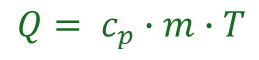 Q = c_p · m · T